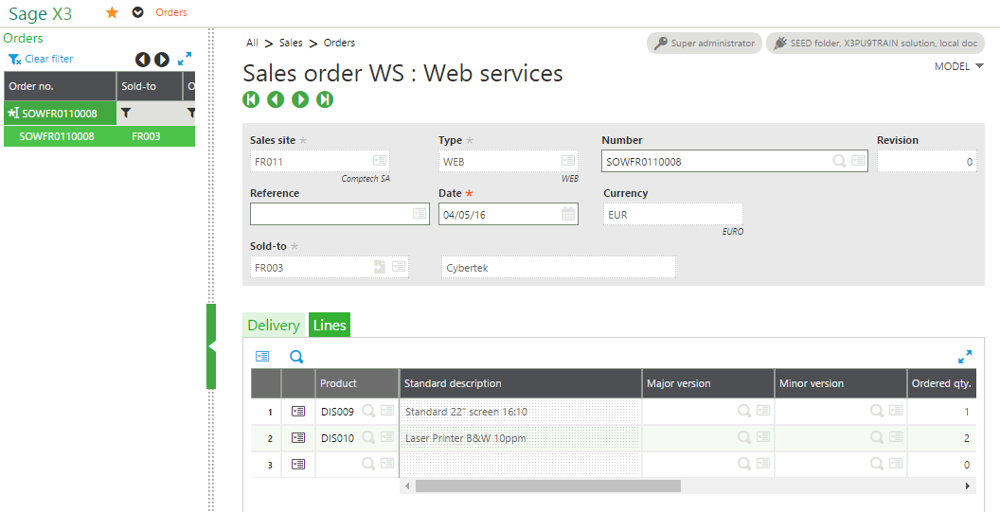 Sage X3
Orders
Orders
Clear filter
Order no. Sold-to O
SOWFR0110008
SOWFR0110008 FR003
All > Sales > Orders
Super administrator
SEED folder, X3PU9TRAIN solution, local doc
MODEL
Sales order WS : Web services
Sales site * Type * Number Revision
FR011 WEB SOWFR0110008 0
Comptech SA WEB
Reference Date * Currency
04/05/16 EUR
EURO
Sold-to *
FR003 Cybertek
Delivery Lines
Product Standard description Major version Minor version Ordered qty.
1 DIS009 Standard 22" screen 16:10 1
2 DIS010 Laser Printer B&W 10ppm 2
3 0